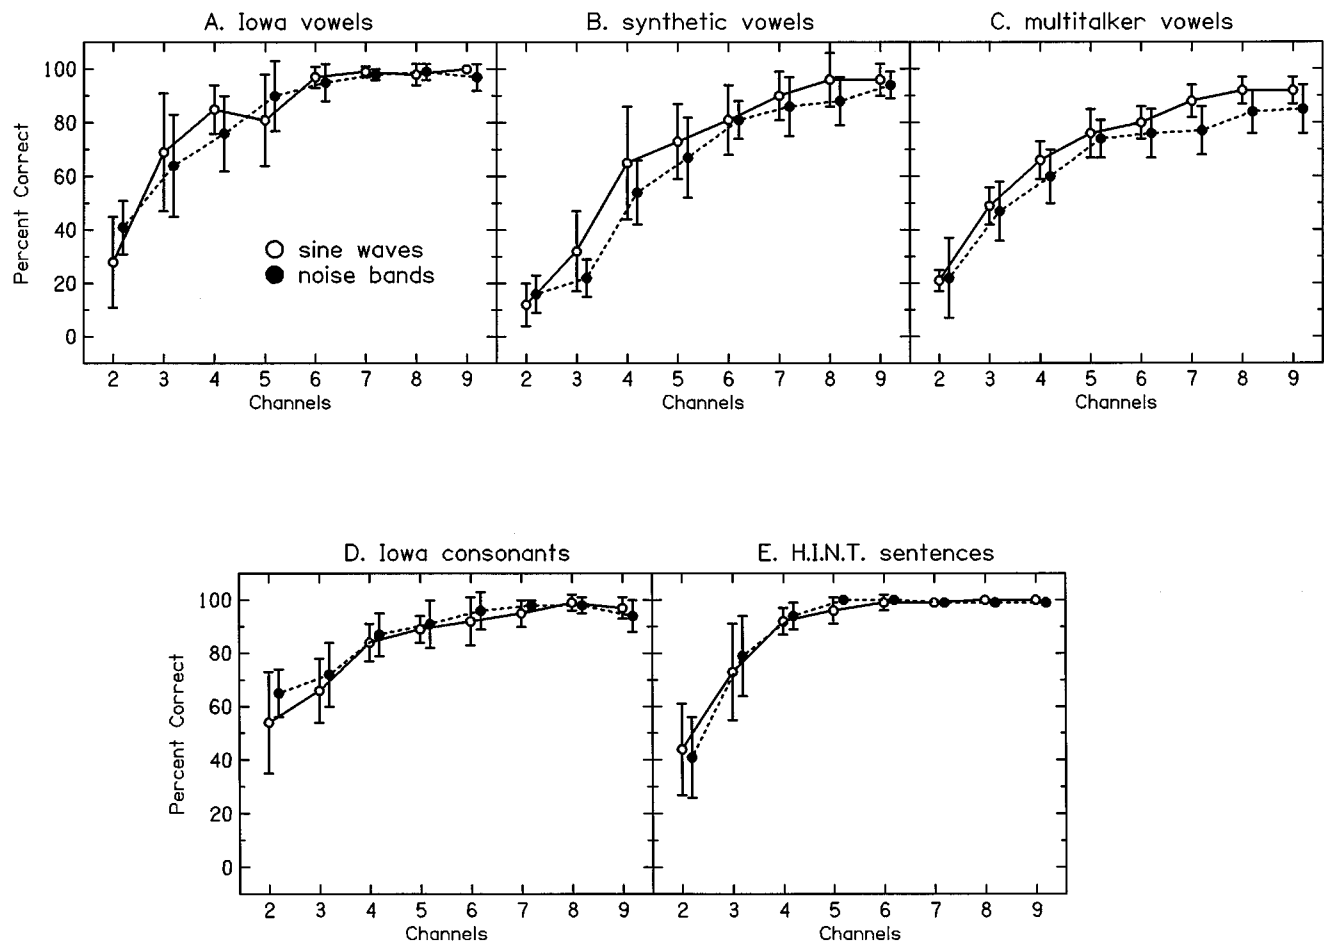 A. Iowa vowels
B. synthetic vowels
C. multitalker vowels
Percent Correct
100
80
60
40
20
0
sine waves
noise bands
2 3 4 5 6 7 8 9
2 3 4 5 6 7 8 9
2 3 4 5 6 7 8 9
Channels
Channels
Channels
D. Iowa consonants
E. H.I.N.T. sentences
Percent Correct
100
80
60
40
20
0
2 3 4 5 6 7 8 9
2 3 4 5 6 7 8 9
Channels
Channels